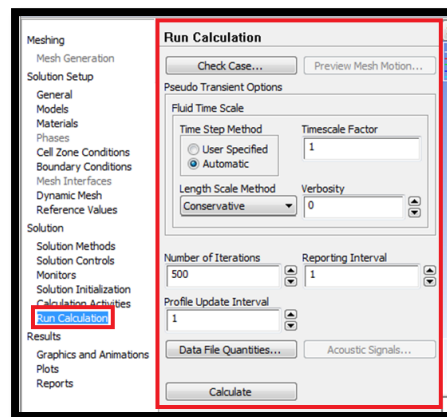 Meshing
Mesh Generation
Solution Setup
General
Models
Materials
Phases
Cell Zone Conditions
Boundary Conditions
Mesh Interfaces
Dynamic Mesh
Reference Values
Solution
Solution Methods
Solution Controls
Monitors
Solution Initialization
Calculation Activities
Run Calculation
Results
Graphics and Animations
Plots
Reports
Run Calculation
Check Case...
Preview Mesh Motion...
Pseudo Transient Options
Fluid Time Scale
Time Step Method
Timescale Factor
User Specified
1
Automatic
Length Scale Method
Verbosity
Conservative
0
Number of Iterations
Reporting Interval
500
1
Profile Update Interval
1
Data File Quantities...
Acoustic Signals...
Calculate